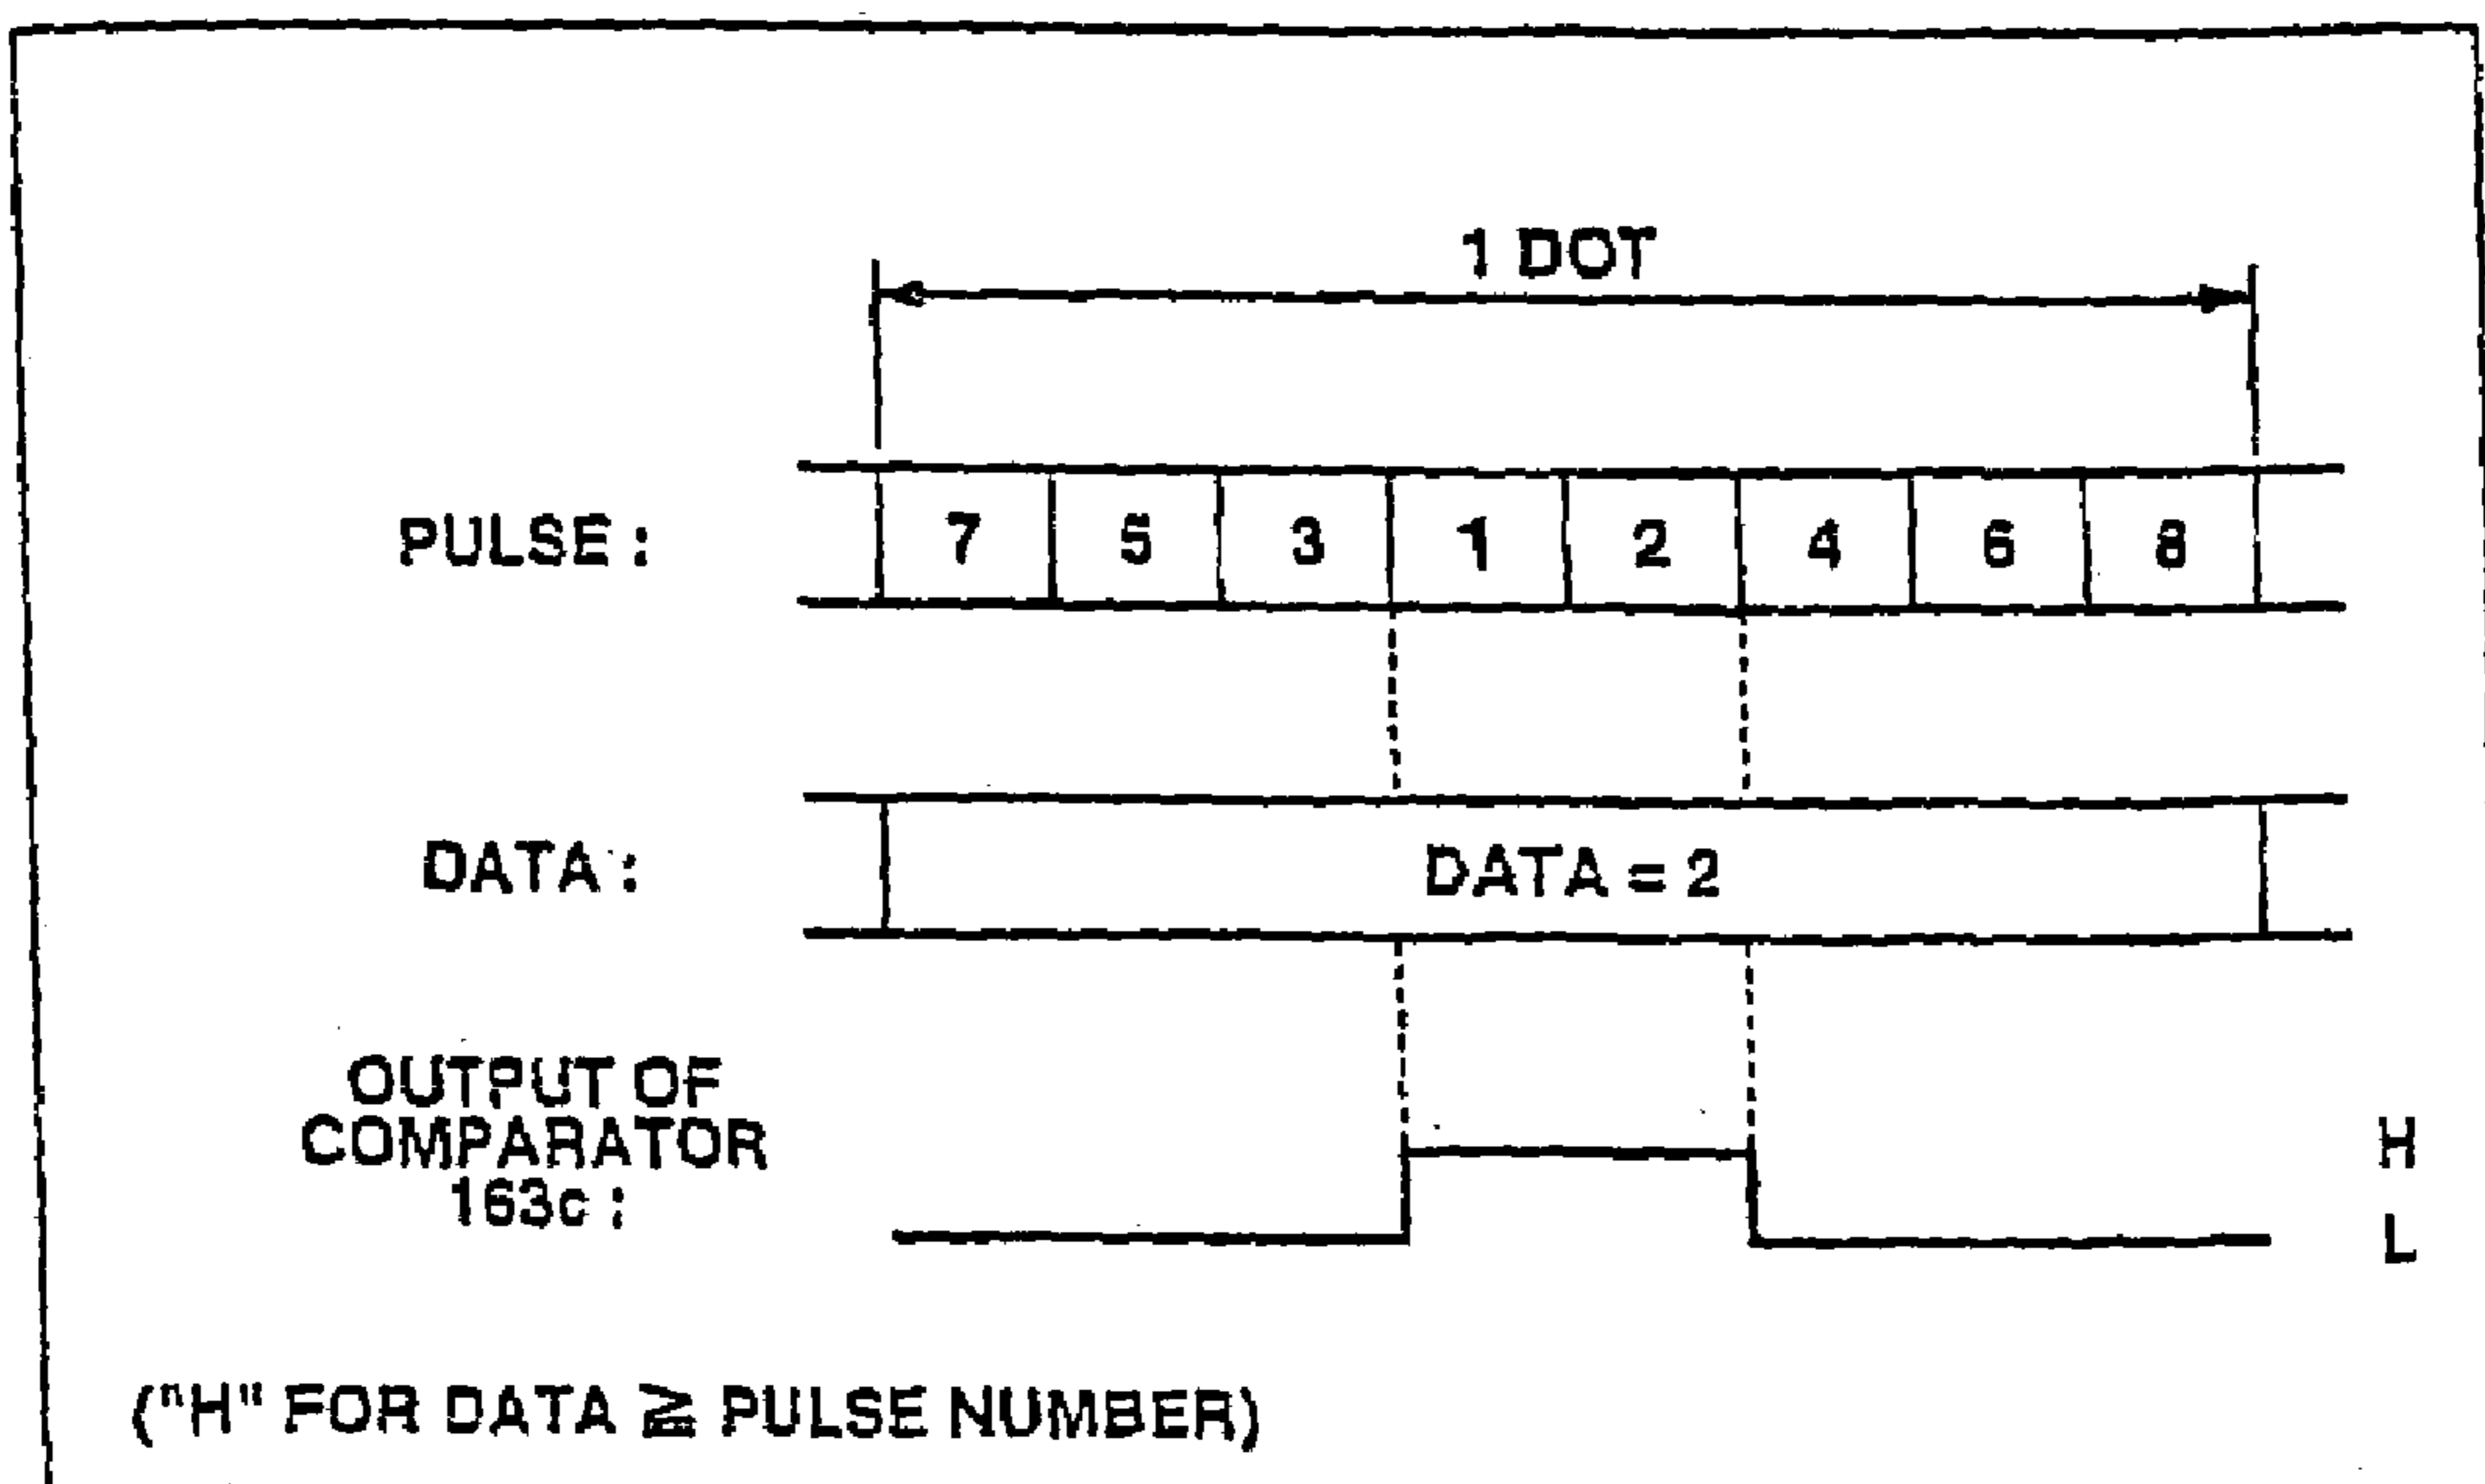 1 DOT
PULSE: 7 5 3 1 2 4 6 8
DATA: DATA = 2
OUTPUT OF
COMPARATOR
163c:
H
L
("H" FOR DATA ≧ PULSE NUMBER)